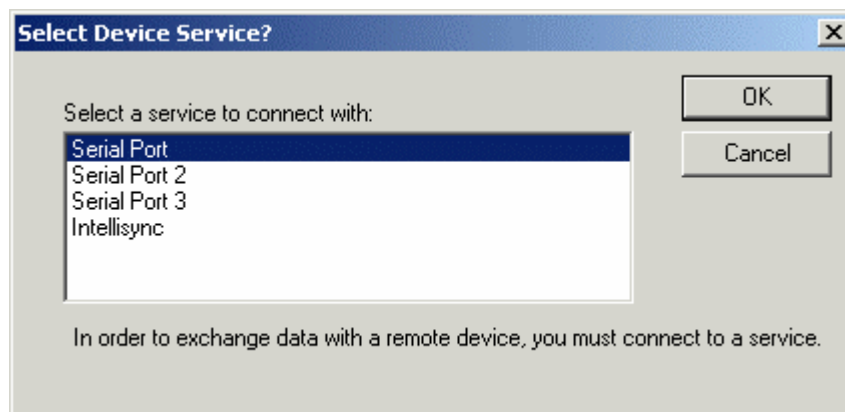 Select Device Service?
Select a service to connect with:
OK
Serial Port
Cancel
Serial Port 2
Serial Port 3
Intellisync
In order to exchange data with a remote device, you must connect to a service.